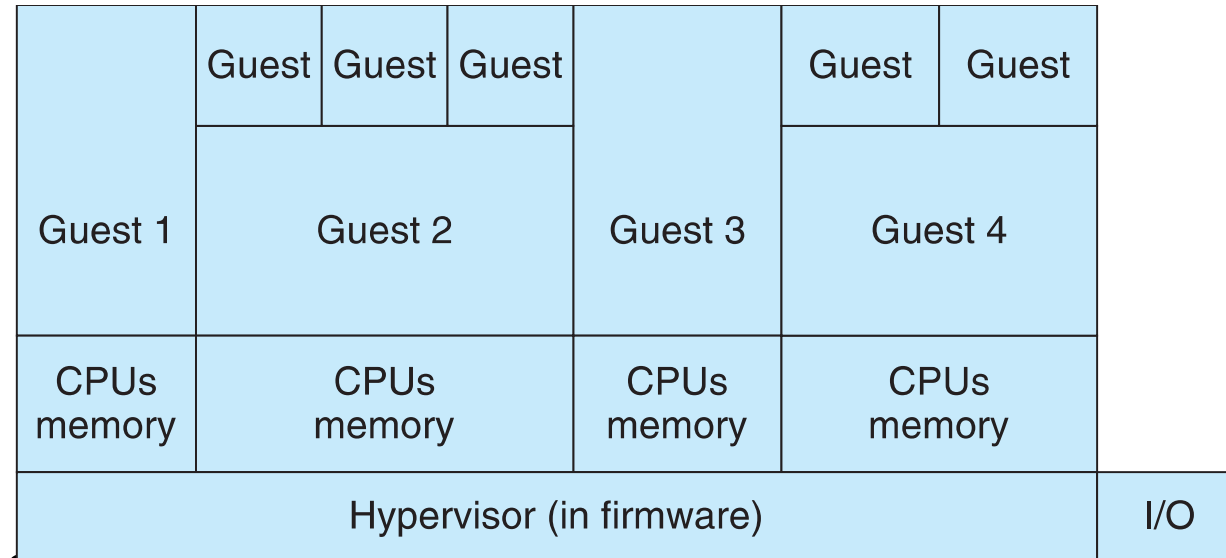 Guest Guest Guest Guest Guest
Guest 1 Guest 2 Guest 3 Guest 4
CPUs CPUs CPUs CPUs
memory memory memory memory
Hypervisor (in firmware) I/O